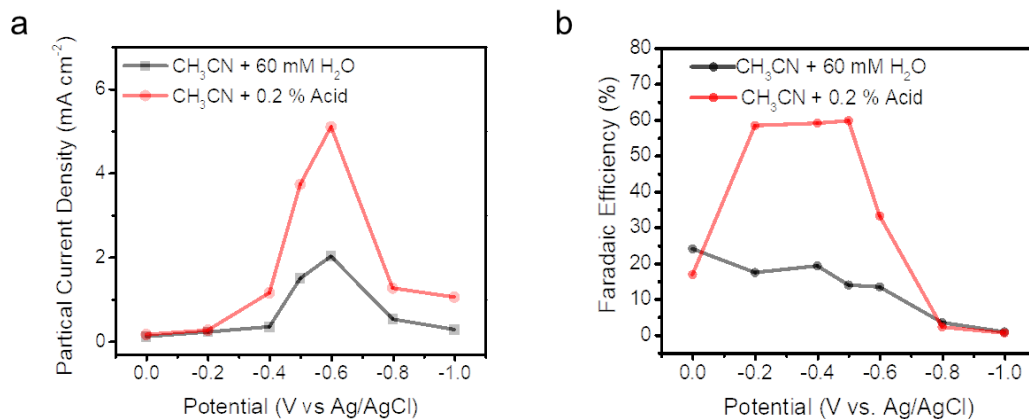 a
CH₃CN + 60 mM H₂O
CH₃CN + 0.2 % Acid
Partical Current Density (mA cm⁻²)
6
4
2
0
0.0 -0.2 -0.4 -0.6 -0.8 -1.0
Potential (V vs Ag/AgCl)
b
CH₃CN + 60 mM H₂O
CH₃CN + 0.2 % Acid
Faradaic Efficiency (%)
80
70
60
50
40
30
20
10
0
0.0 -0.2 -0.4 -0.6 -0.8 -1.0
Potential (V vs. Ag/AgCl)